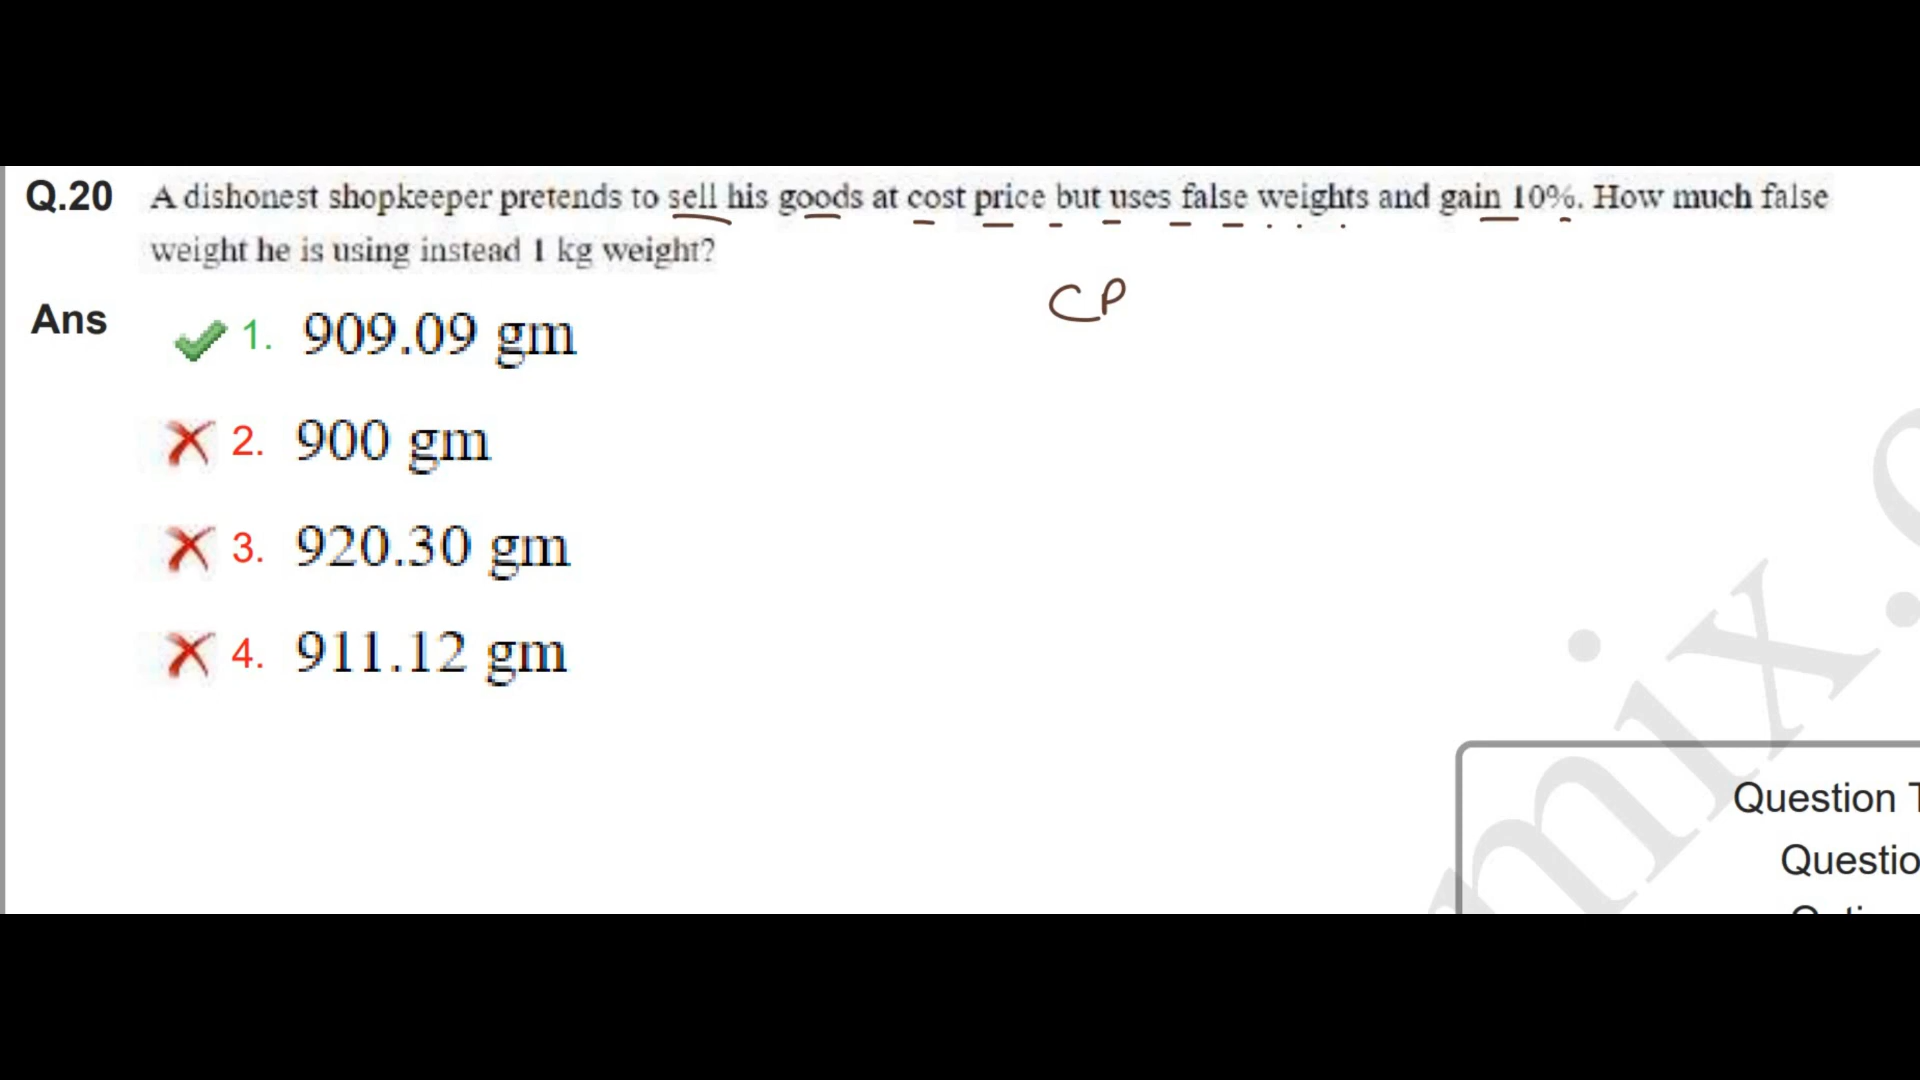 Q.20 A dishonest shopkeeper pretends to sell his goods at cost price but uses false weights and gain 10%. How much false
weight he is using instead 1 kg weight?
CP
Ans 1. 909.09 gm
2. 900 gm
3. 920.30 gm
4. 911.12 gm
mix.
Question